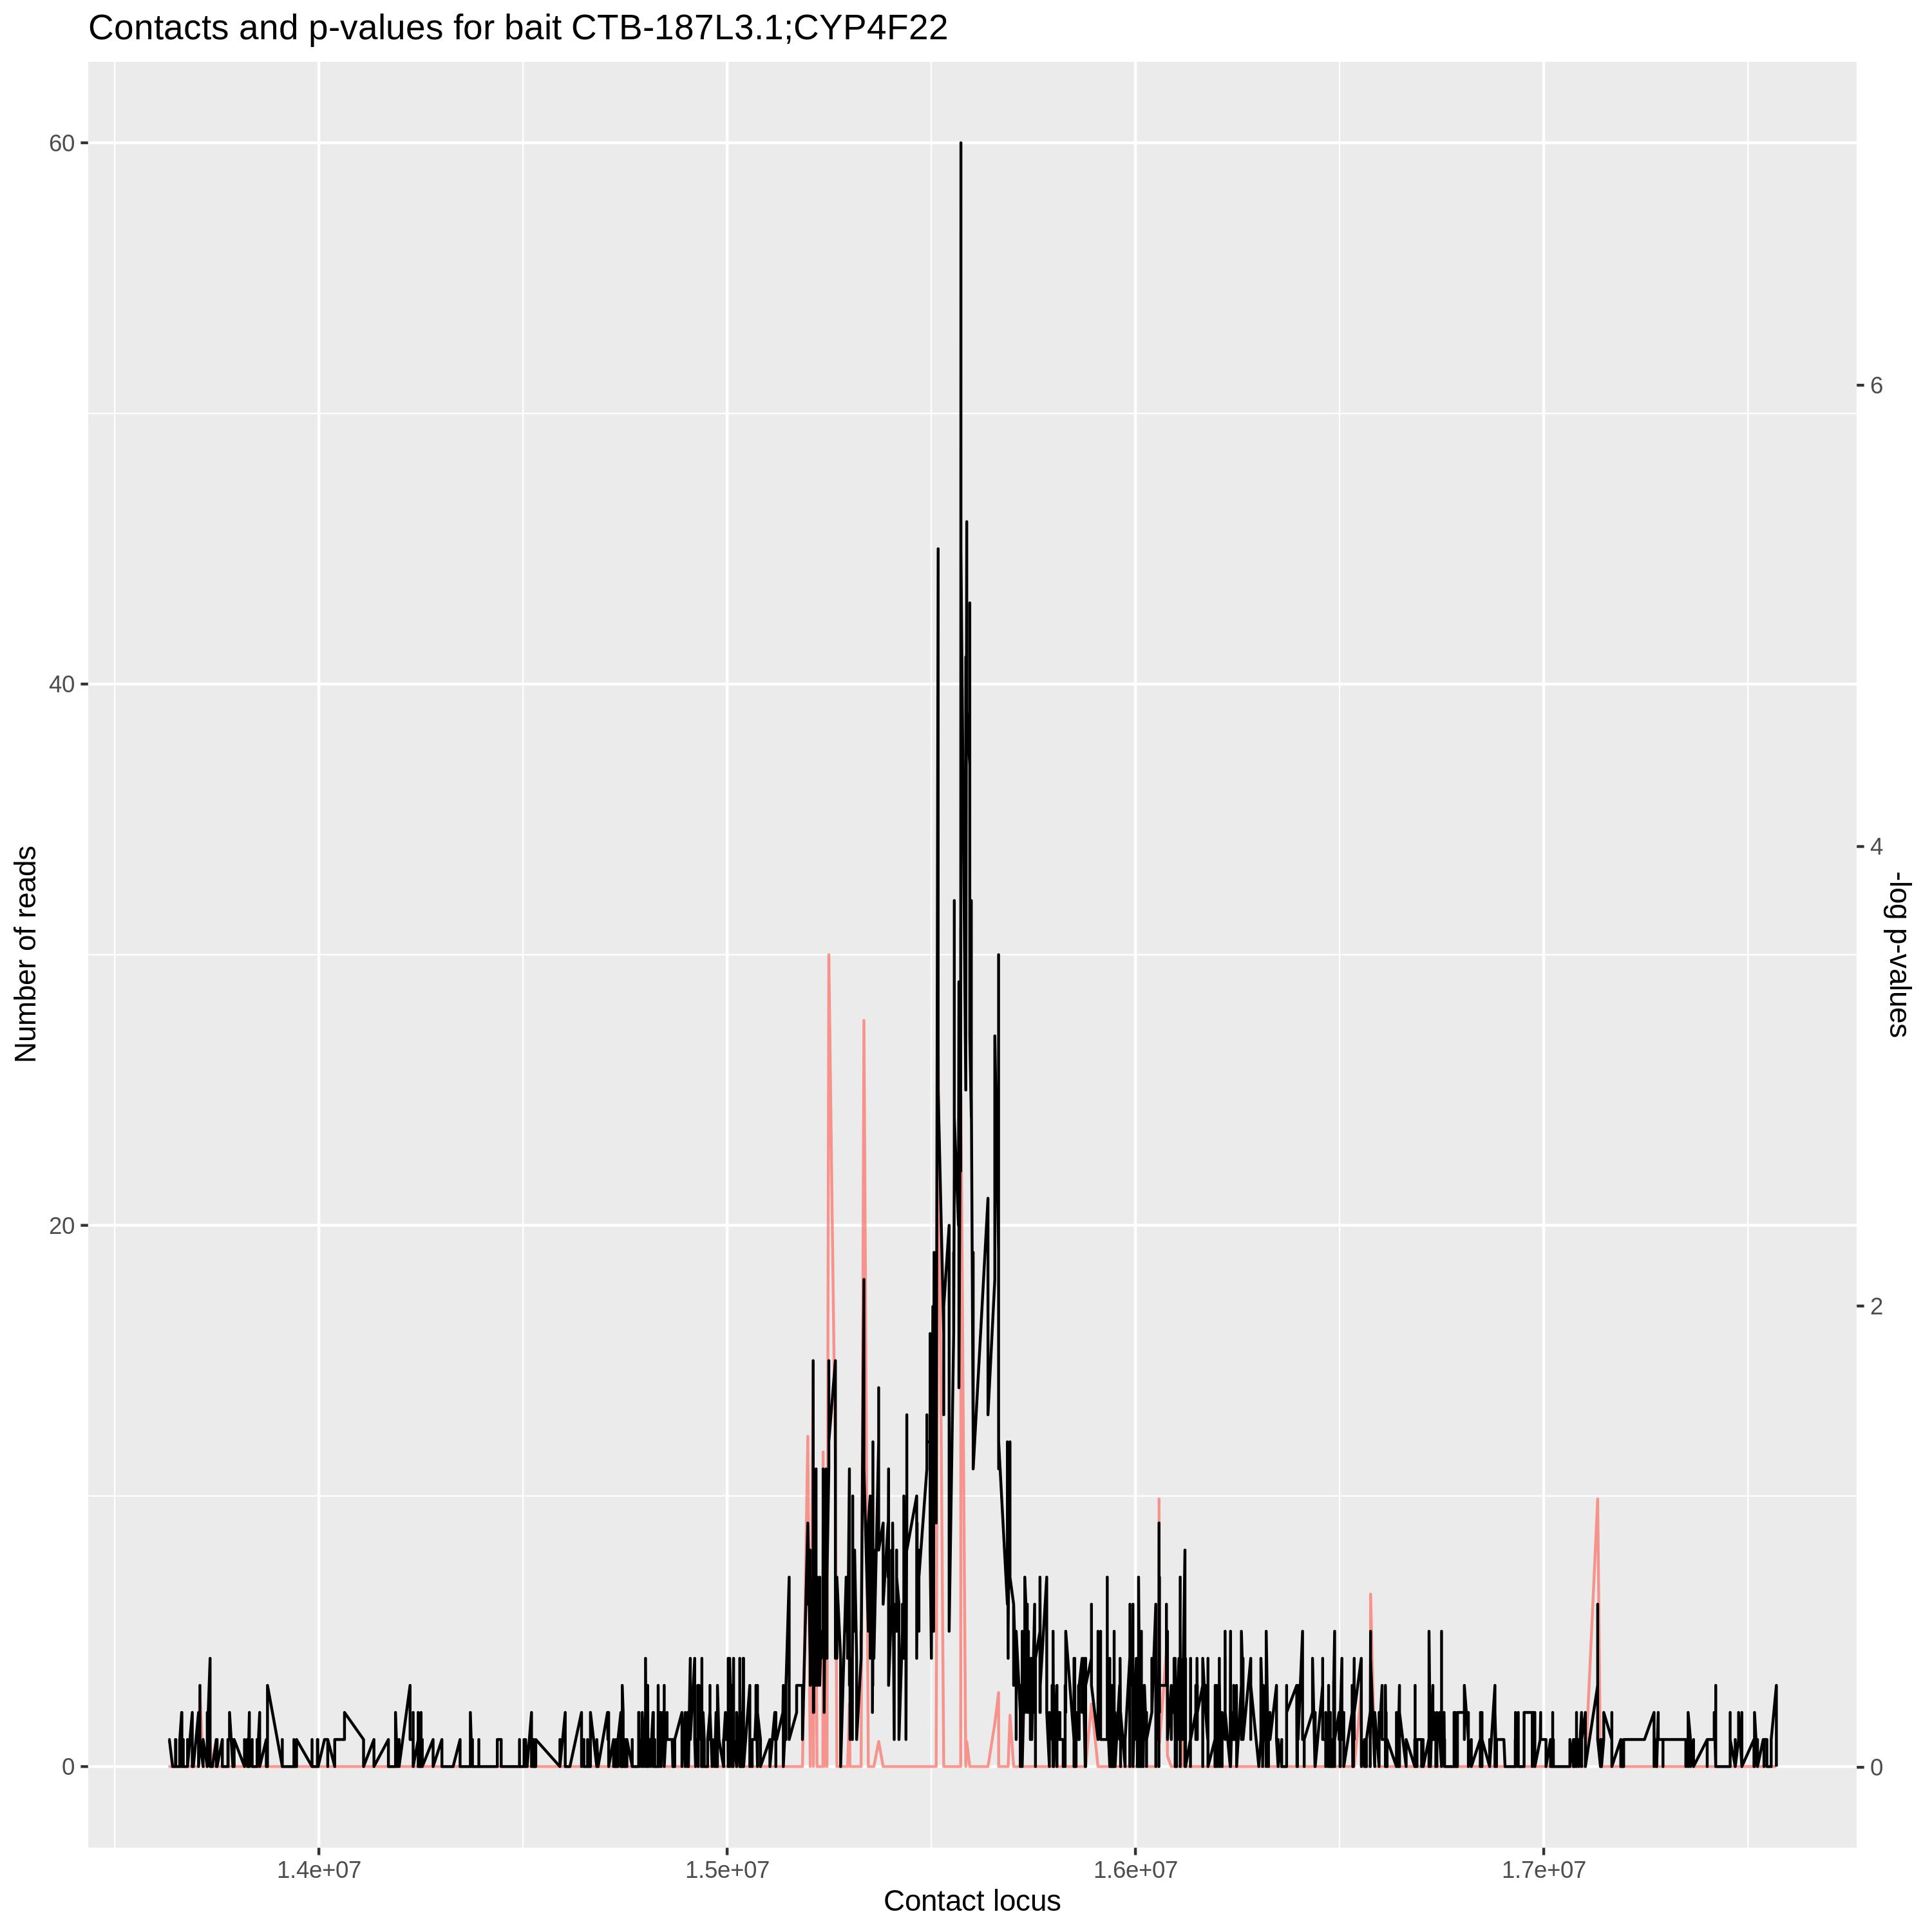 Contacts and p-values for bait CTB-187L3.1;CYP4F22
60
40
20
0
Number of reads
6
4
2
0
-log p-values
1.4e+07 1.5e+07 1.6e+07 1.7e+07
Contact locus